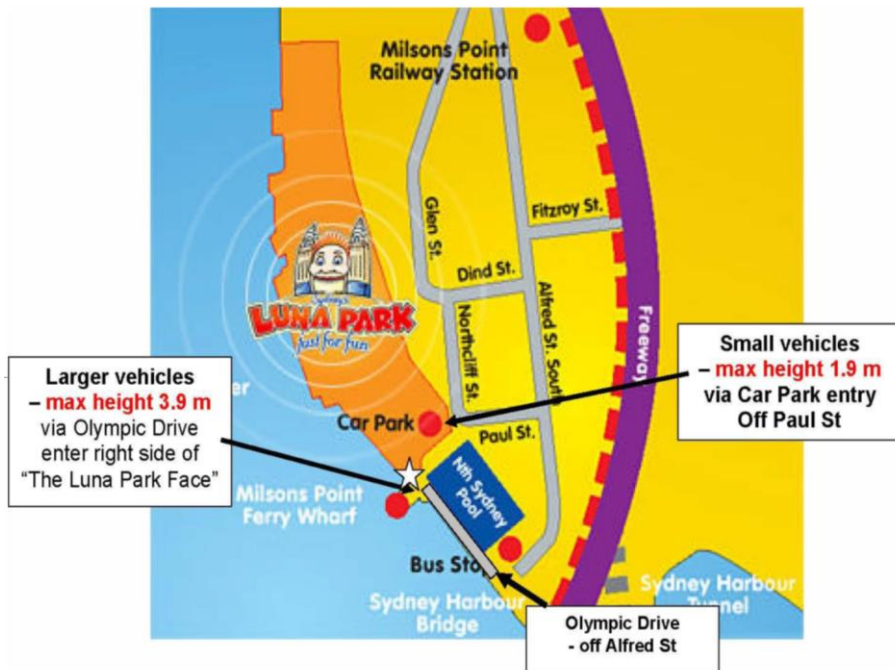 Milsons Point
Railway Station
Glen St.
Fitzroy St.
Dind St.
Sydney's
LUNA PARK
Just for fun
Northcliff St.
Alfred St. South
Freeway
Small vehicles
– max height 1.9 m
via Car Park entry
Off Paul St
Larger vehicles
– max height 3.9 m
via Olympic Drive
enter right side of
“The Luna Park Face”
er
Car Park
Paul St.
Nth Sydney
Pool
Milsons Point
Ferry Wharf
Bus Stop
Sydney Harbour
Bridge
Sydney Harbour
Tunnel
Olympic Drive
- off Alfred St